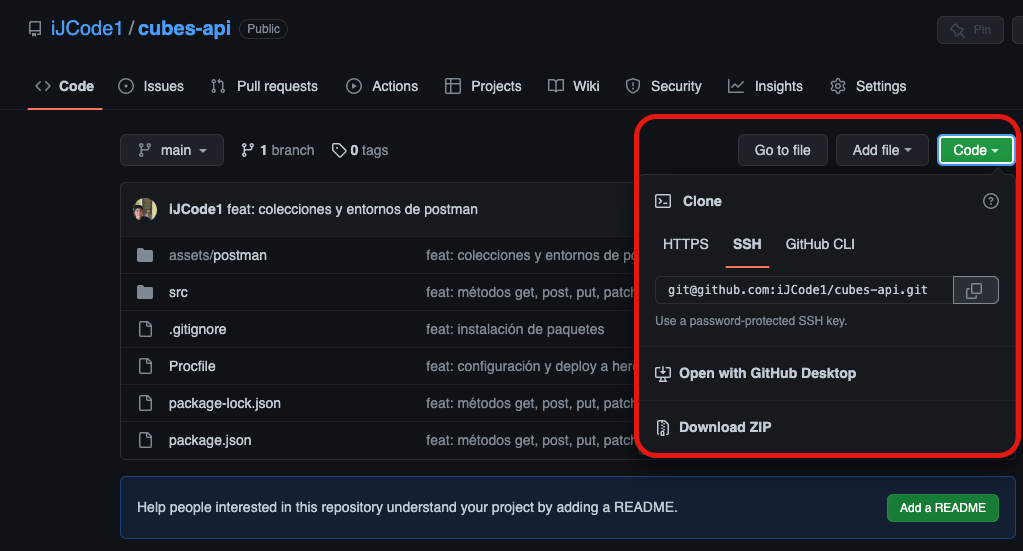 iJCode1 / cubes-api Public
Pin
Code Issues Pull requests Actions Projects Wiki Security Insights Settings
main 1 branch 0 tags Go to file Add file Code
iJCode1 feat: colecciones y entornos de postman
assets/postman feat: colecciones y entornos de po
src feat: métodos get, post, put, patch
.gitignore feat: instalación de paquetes
Procfile feat: configuración y deploy a her
package-lock.json feat: métodos get, post, put, patch
package.json feat: métodos get, post, put, patch
Clone
HTTPS SSH GitHub CLI
git@github.com:iJCode1/cubes-api.git
Use a password-protected SSH key.
Open with GitHub Desktop
Download ZIP
Help people interested in this repository understand your project by adding a README.
Add a README